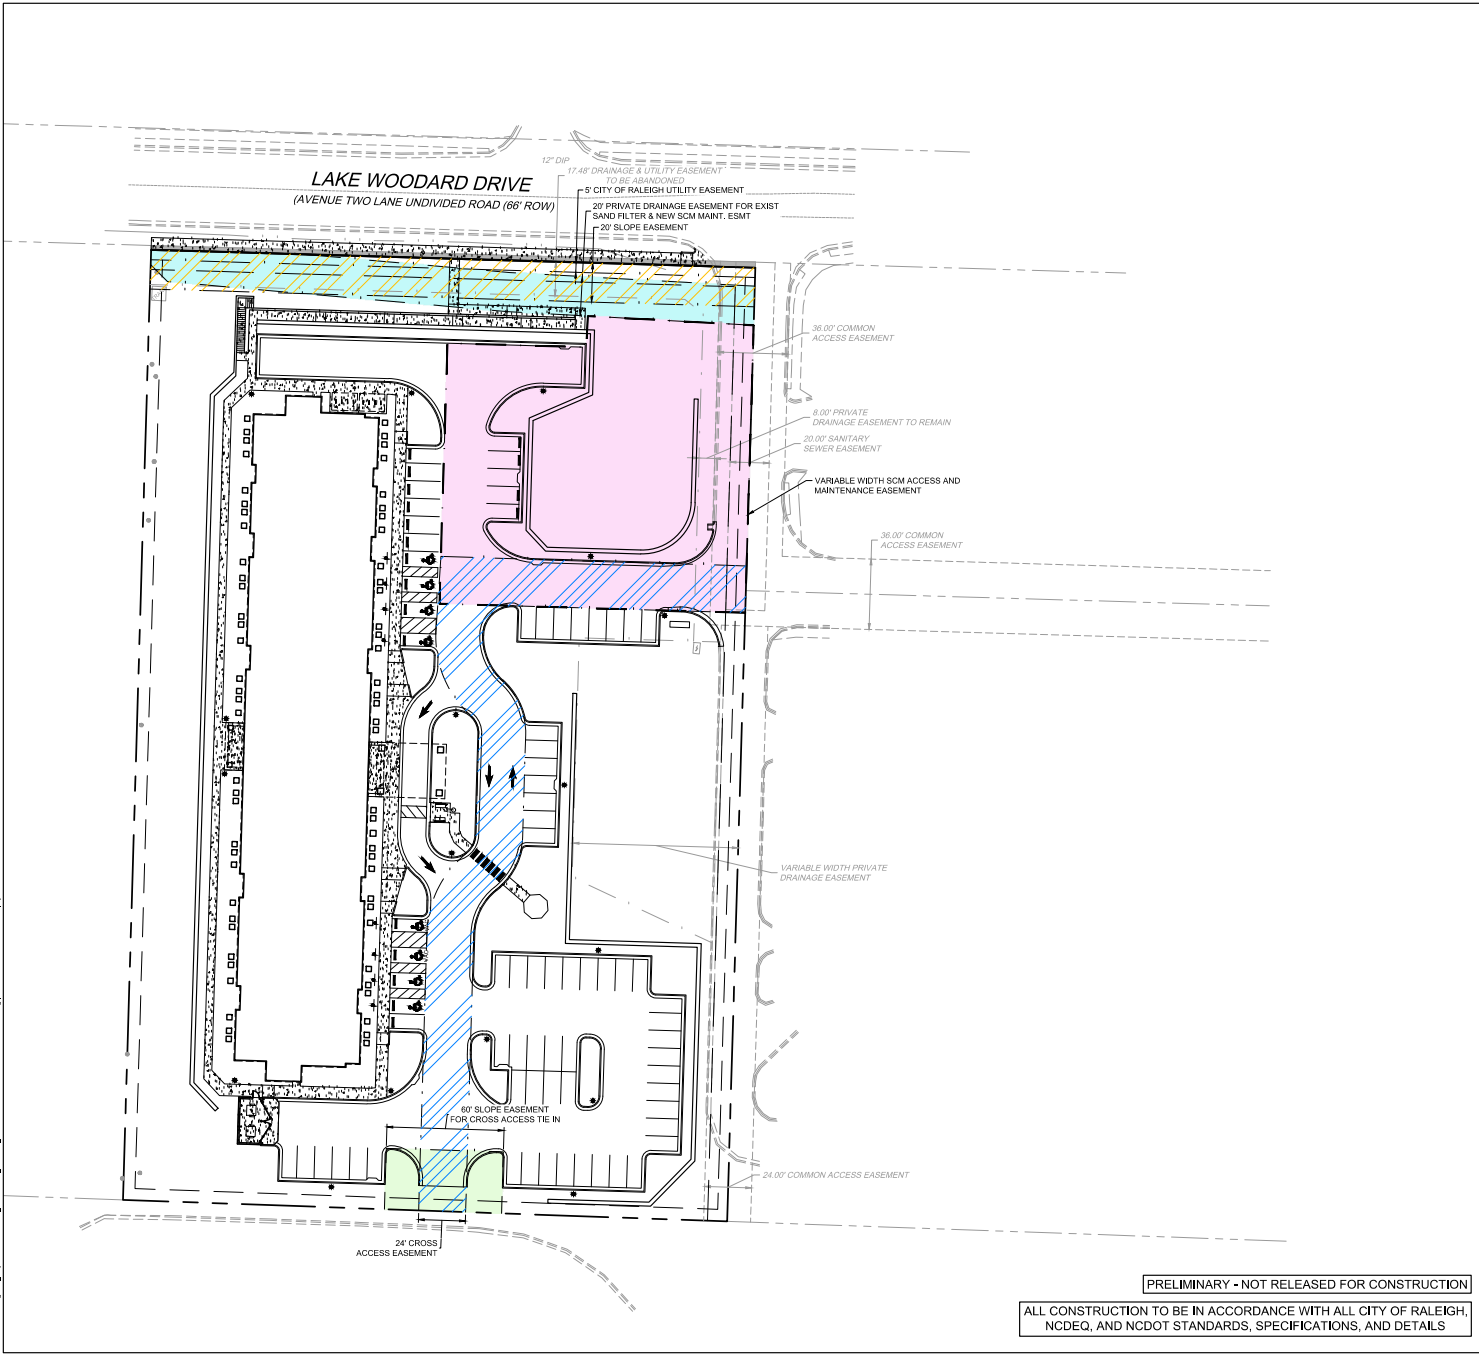 12" DIP
17.48' DRAINAGE & UTILITY EASEMENT
TO BE ABANDONED
LAKE WOODARD DRIVE
(AVENUE TWO LANE UNDIVIDED ROAD (66' ROW)
5' CITY OF RALEIGH UTILITY EASEMENT
20' PRIVATE DRAINAGE EASEMENT FOR EXIST
SAND FILTER & NEW SCM MAINT. ESMT
20' SLOPE EASEMENT
36.00' COMMON
ACCESS EASEMENT
8.00' PRIVATE
DRAINAGE EASEMENT TO REMAIN
20.00' SANITARY
SEWER EASEMENT
VARIABLE WIDTH SCM ACCESS AND
MAINTENANCE EASEMENT
36.00' COMMON
ACCESS EASEMENT
VARIABLE WIDTH PRIVATE
DRAINAGE EASEMENT
60' SLOPE EASEMENT
FOR CROSS ACCESS TIE IN
24.00' COMMON ACCESS EASEMENT
24' CROSS
ACCESS EASEMENT
PRELIMINARY - NOT RELEASED FOR CONSTRUCTION
ALL CONSTRUCTION TO BE IN ACCORDANCE WITH ALL CITY OF RALEIGH,
NCDEQ, AND NCDOT STANDARDS, SPECIFICATIONS, AND DETAILS